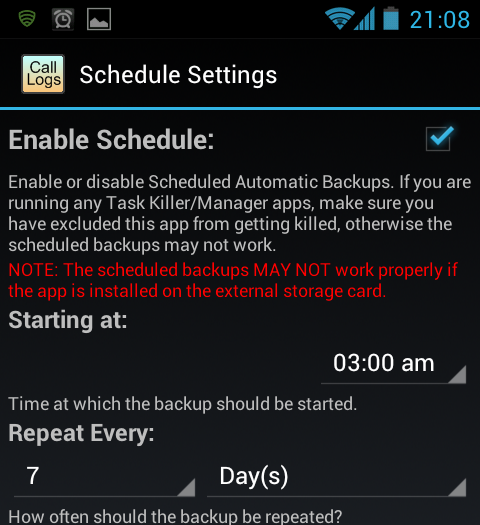 21:08
Call
Logs
Schedule Settings
Enable Schedule:
Enable or disable Scheduled Automatic Backups. If you are
running any Task Killer/Manager apps, make sure you
have excluded this app from getting killed, otherwise the
scheduled backups may not work.
NOTE: The scheduled backups MAY NOT work properly if
the app is installed on the external storage card.
Starting at:
03:00 am
Time at which the backup should be started.
Repeat Every:
7 Day(s)
How often should the backup be repeated?